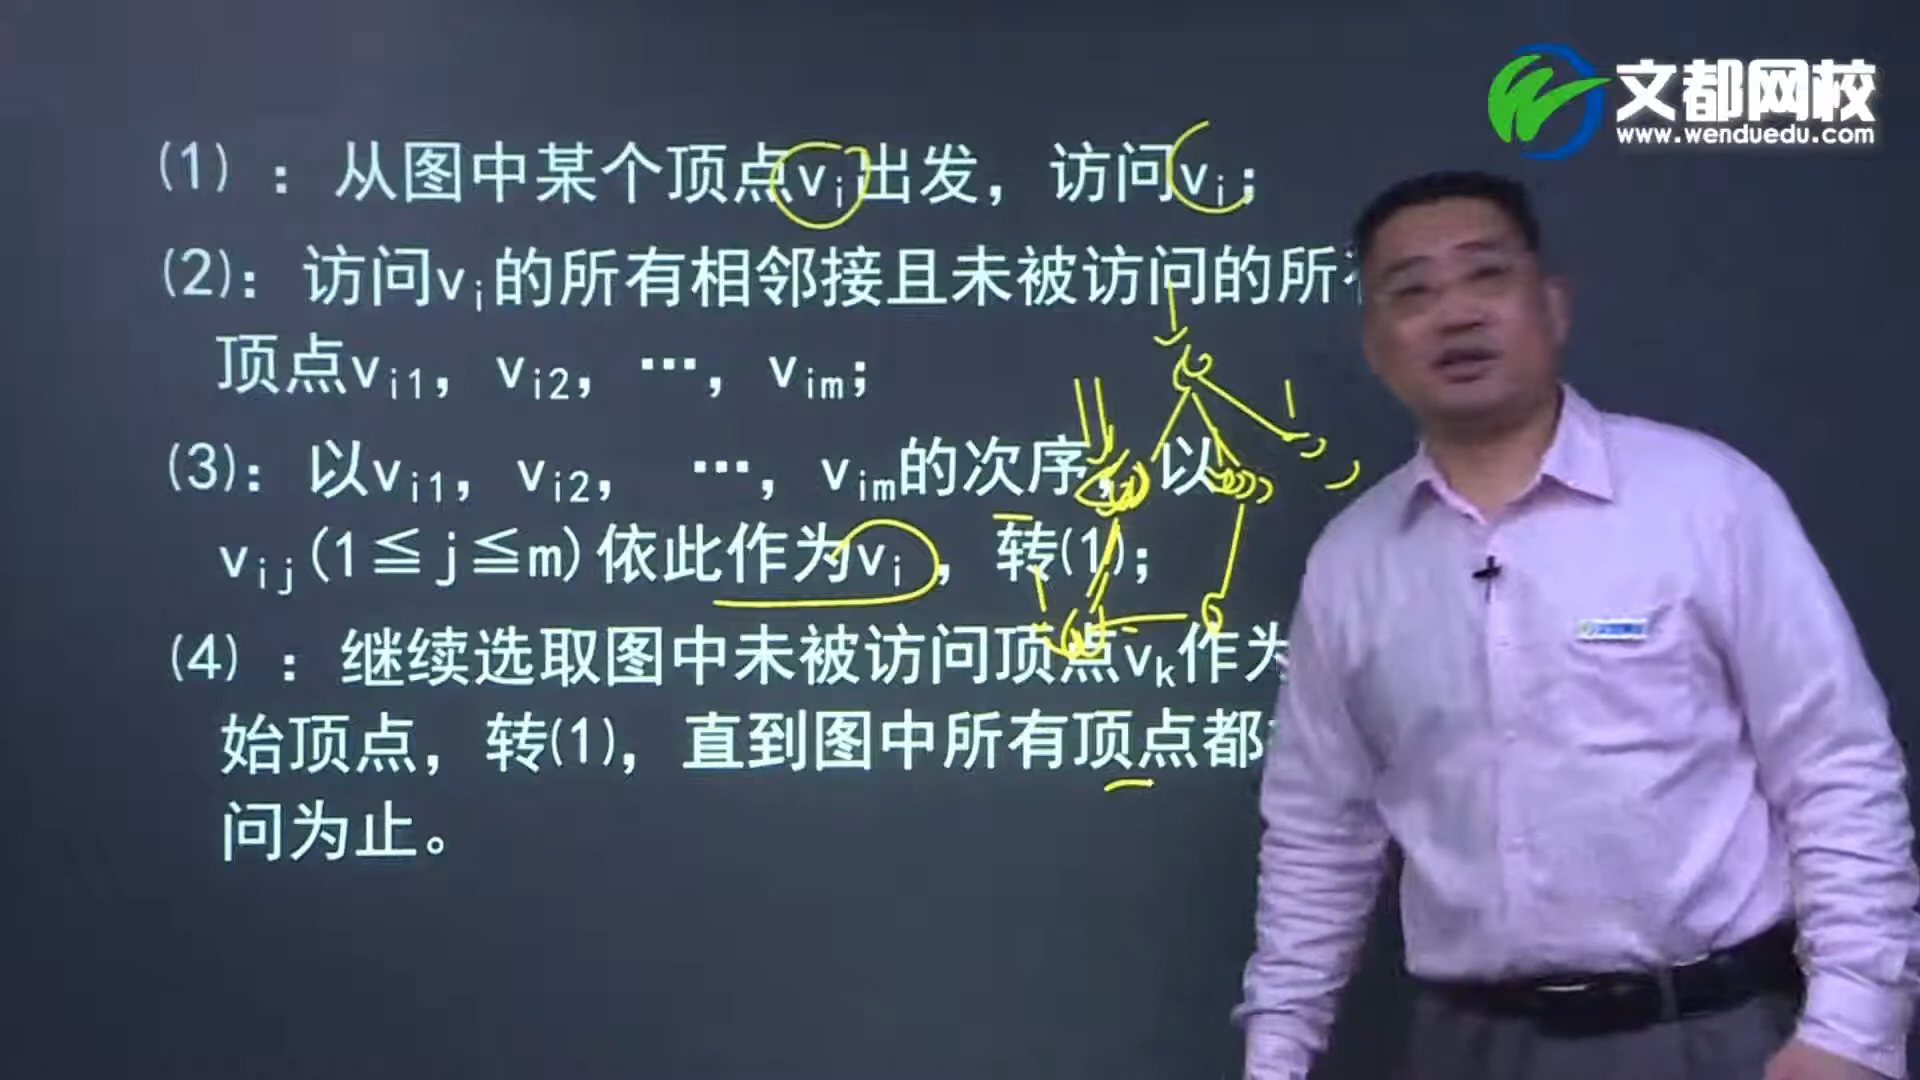 文都网校
www.wenduedu.com
(1) : 从图中某个顶点vi出发，访问vi;
(2): 访问vi的所有相邻接且未被访问的所
顶点vi1, vi2, …, vim;
(3): 以vi1, vi2, …, vim的次序, 以
vij(1≦j≦m)依此作为vi, 转(1);
(4) : 继续选取图中未被访问顶点vk作为
始顶点, 转(1), 直到图中所有顶点都
问为止。